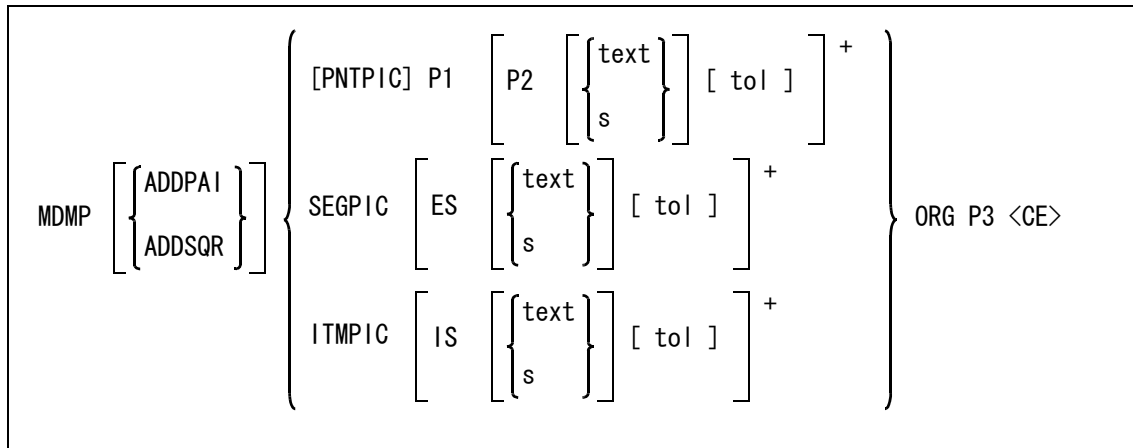 [PNTPIC] P1 P2 text s [ tol ] +
MDMP ADDPAI ADDSQR SEGPIC ES text s [ tol ] + ORG P3 <CE>
ITMPIC IS text s [ tol ] +